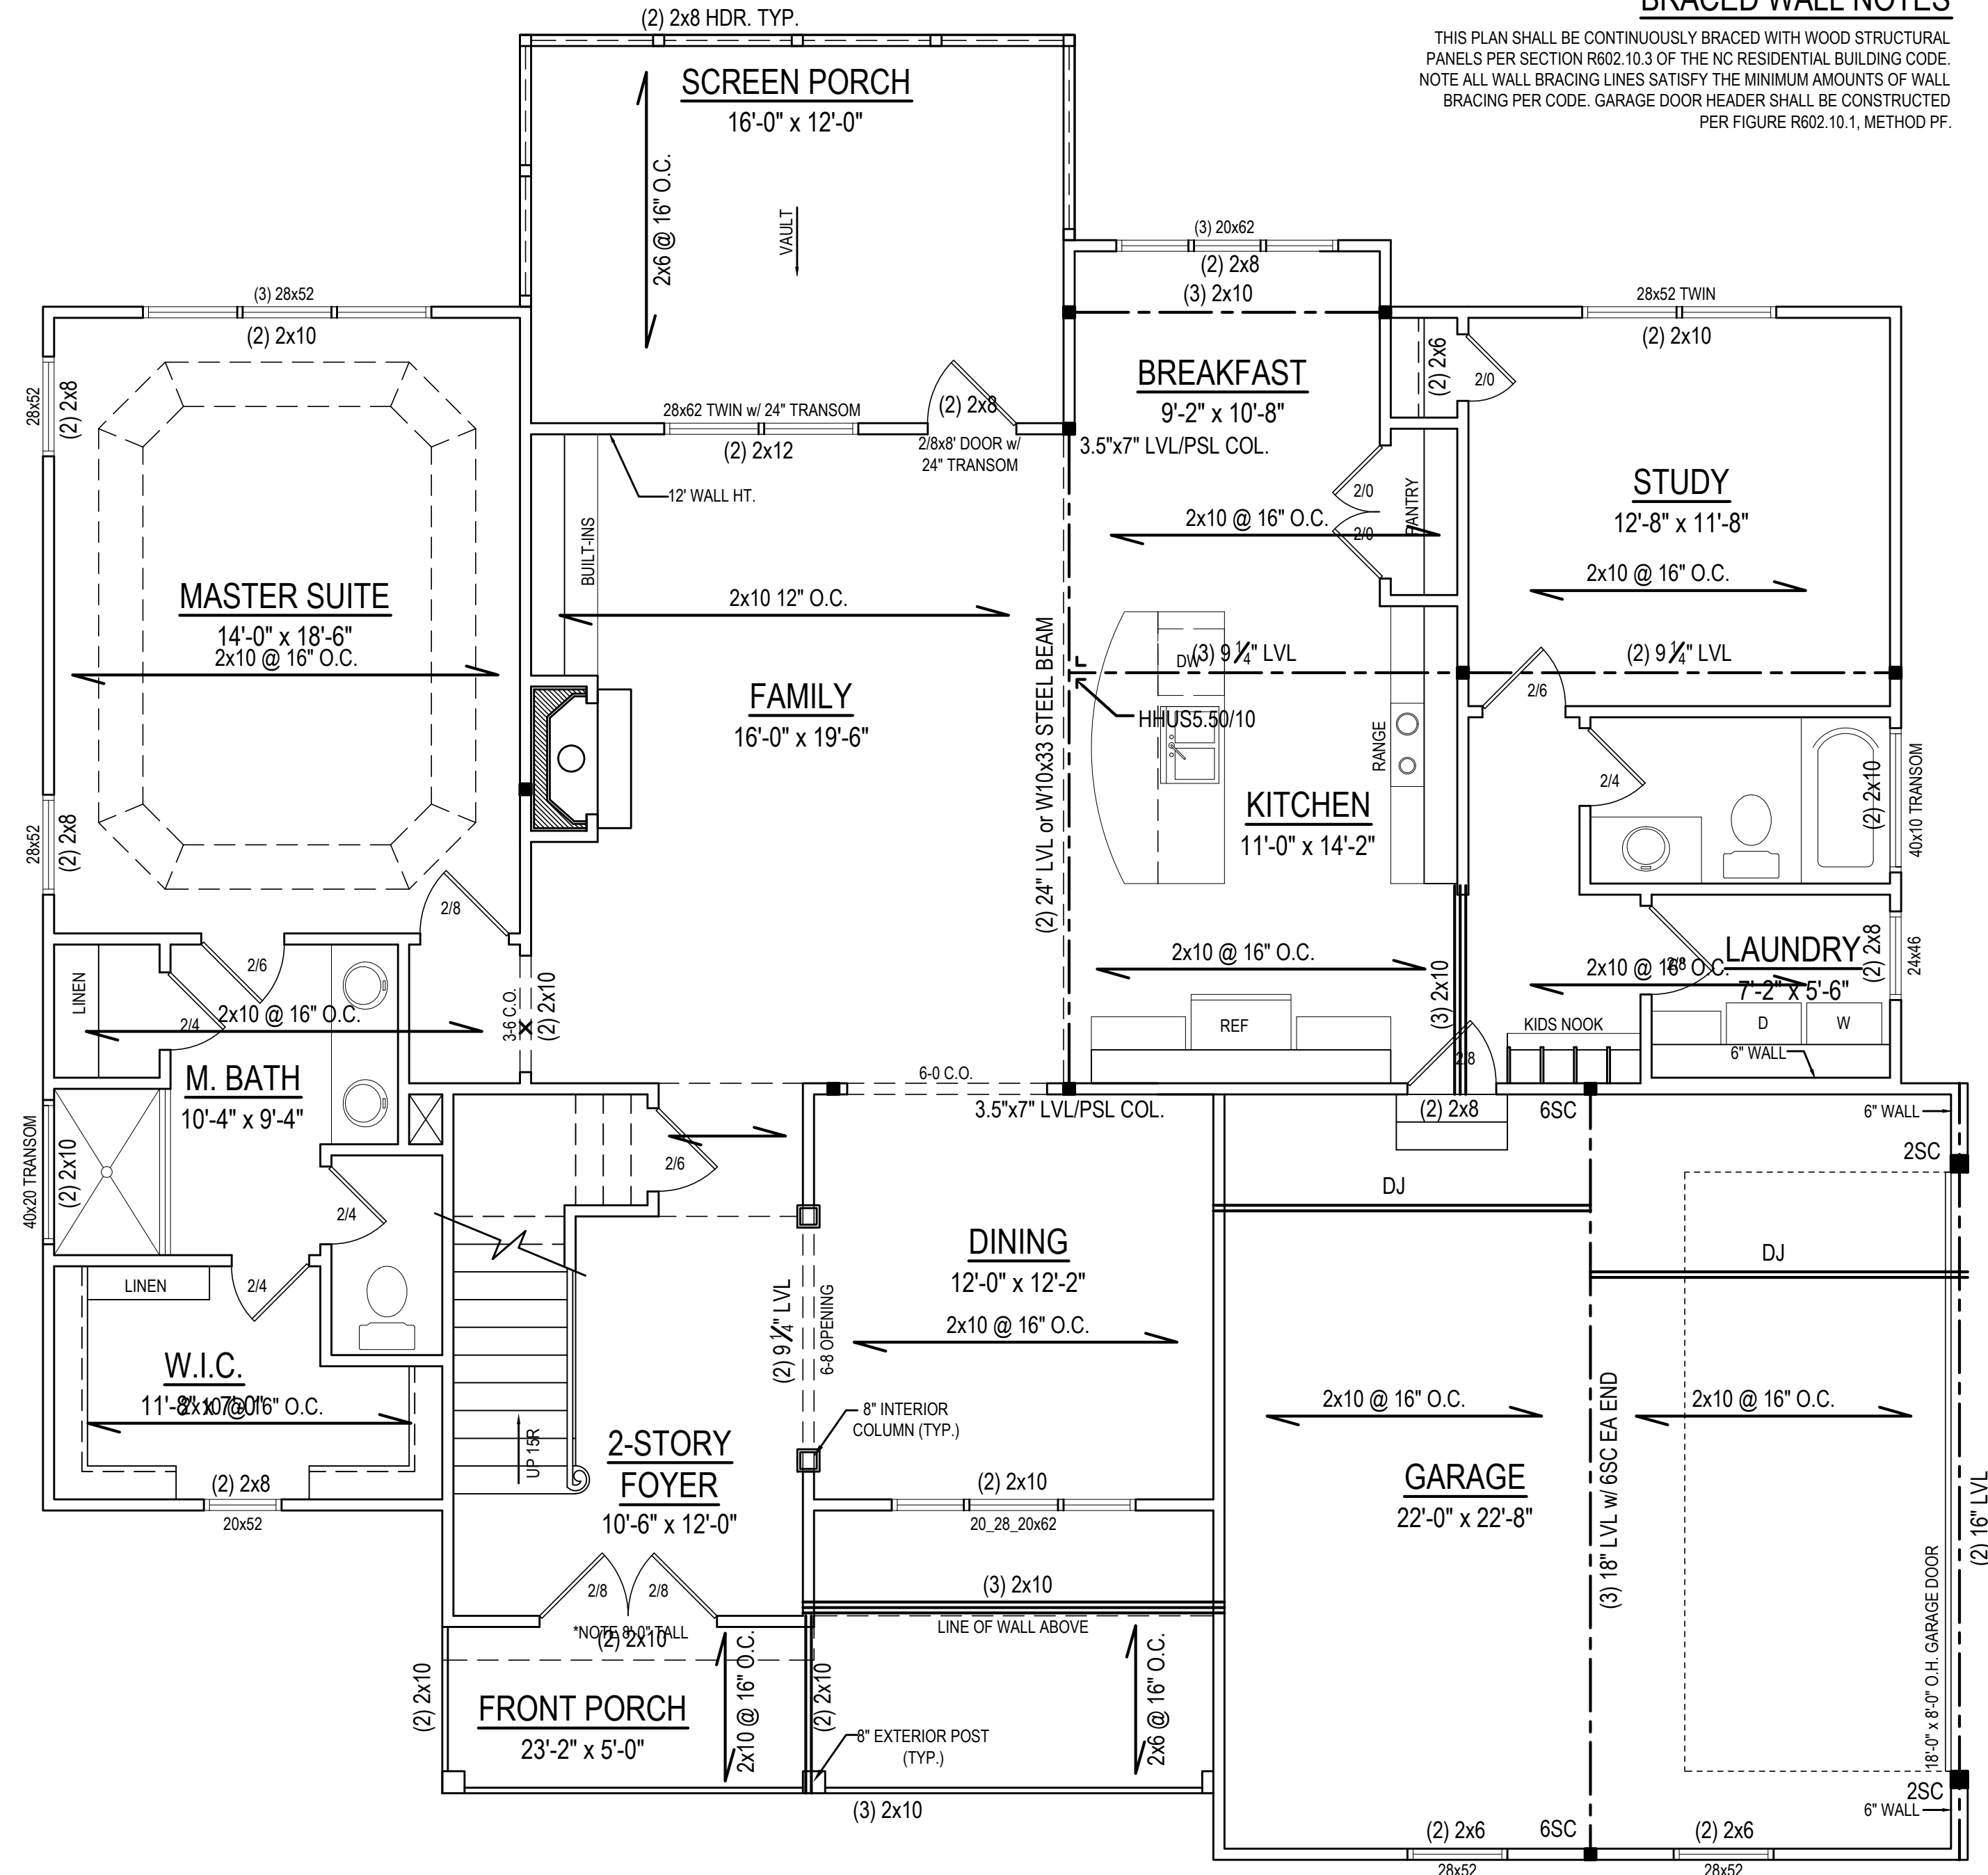 BRACED WALL NOTES
THIS PLAN SHALL BE CONTINUOUSLY BRACED WITH WOOD STRUCTURAL
PANELS PER SECTION R602.10.3 OF THE NC RESIDENTIAL BUILDING CODE.
NOTE ALL WALL BRACING LINES SATISFY THE MINIMUM AMOUNTS OF WALL
BRACING PER CODE. GARAGE DOOR HEADER SHALL BE CONSTRUCTED
PER FIGURE R602.10.1, METHOD PF.
(2) 2x8 HDR. TYP.
SCREEN PORCH
16'-0" x 12'-0"
2x6 @ 16" O.C.
VAULT
(3) 20x62
(2) 2x8
(3) 2x10
(3) 28x52
(2) 2x10
28x52 TWIN
(2) 2x10
28x52
(2) 2x8
BREAKFAST
9'-2" x 10'-8"
(2) 2x6
2/0
28x62 TWIN w/ 24" TRANSOM
(2) 2x8
(2) 2x12
2/8x8' DOOR w/
24" TRANSOM
3.5"x7" LVL/PSL COL.
12' WALL HT.
BUILT-INS
2/0
2/0
PANTRY
2x10 @ 16" O.C.
STUDY
12'-8" x 11'-8"
2x10 @ 16" O.C.
MASTER SUITE
14'-0" x 18'-6"
2x10 @ 16" O.C.
2x10 12" O.C.
FAMILY
16'-0" x 19'-6"
(2) 24" LVL or W10x33 STEEL BEAM
DW
(3) 9 1/4" LVL
(2) 9 1/4" LVL
2/6
HHUS5.50/10
RANGE
KITCHEN
11'-0" x 14'-2"
2/4
(2) 2x10
40x10 TRANSOM
28x52
(2) 2x8
2/8
2/6
LINEN
2/4
2x10 @ 16" O.C.
3-6 C.O.
(2) 2x10
2x10 @ 16" O.C.
(3) 2x10
REF
2/8
LAUNDRY
7'-2" x 5'-6"
2x10 @ 16" O.C.
2/8
(2) 2x8
24x46
KIDS NOOK
D
W
6" WALL
M. BATH
10'-4" x 9'-4"
40x20 TRANSOM
(2) 2x10
2/4
6-0 C.O.
3.5"x7" LVL/PSL COL.
2/6
(2) 2x8
6SC
6" WALL
2SC
DJ
DJ
DINING
12'-0" x 12'-2"
2x10 @ 16" O.C.
(2) 9 1/4" LVL
6-8 OPENING
LINEN
2/4
W.I.C.
11'-8" x 7'-0"
2x10 @ 16" O.C.
(2) 2x8
20x52
UP 15R
8" INTERIOR
COLUMN (TYP.)
2-STORY
FOYER
10'-6" x 12'-0"
2/8
2/8
*NOTE 8'-0" TALL
(2) 2x10
(2) 2x10
20_28_20x62
(3) 2x10
LINE OF WALL ABOVE
2x10 @ 16" O.C.
2x10 @ 16" O.C.
GARAGE
22'-0" x 22'-8"
(3) 18" LVL w/ 6SC EA END
18'-0" x 8'-0" O.H. GARAGE DOOR
(2) 16" LVL
(2) 2x10
FRONT PORCH
23'-2" x 5'-0"
2x10 @ 16" O.C.
(2) 2x10
8" EXTERIOR POST
(TYP.)
2x6 @ 16" O.C.
(3) 2x10
2SC
6" WALL
(2) 2x6
6SC
(2) 2x6
28x52
28x52